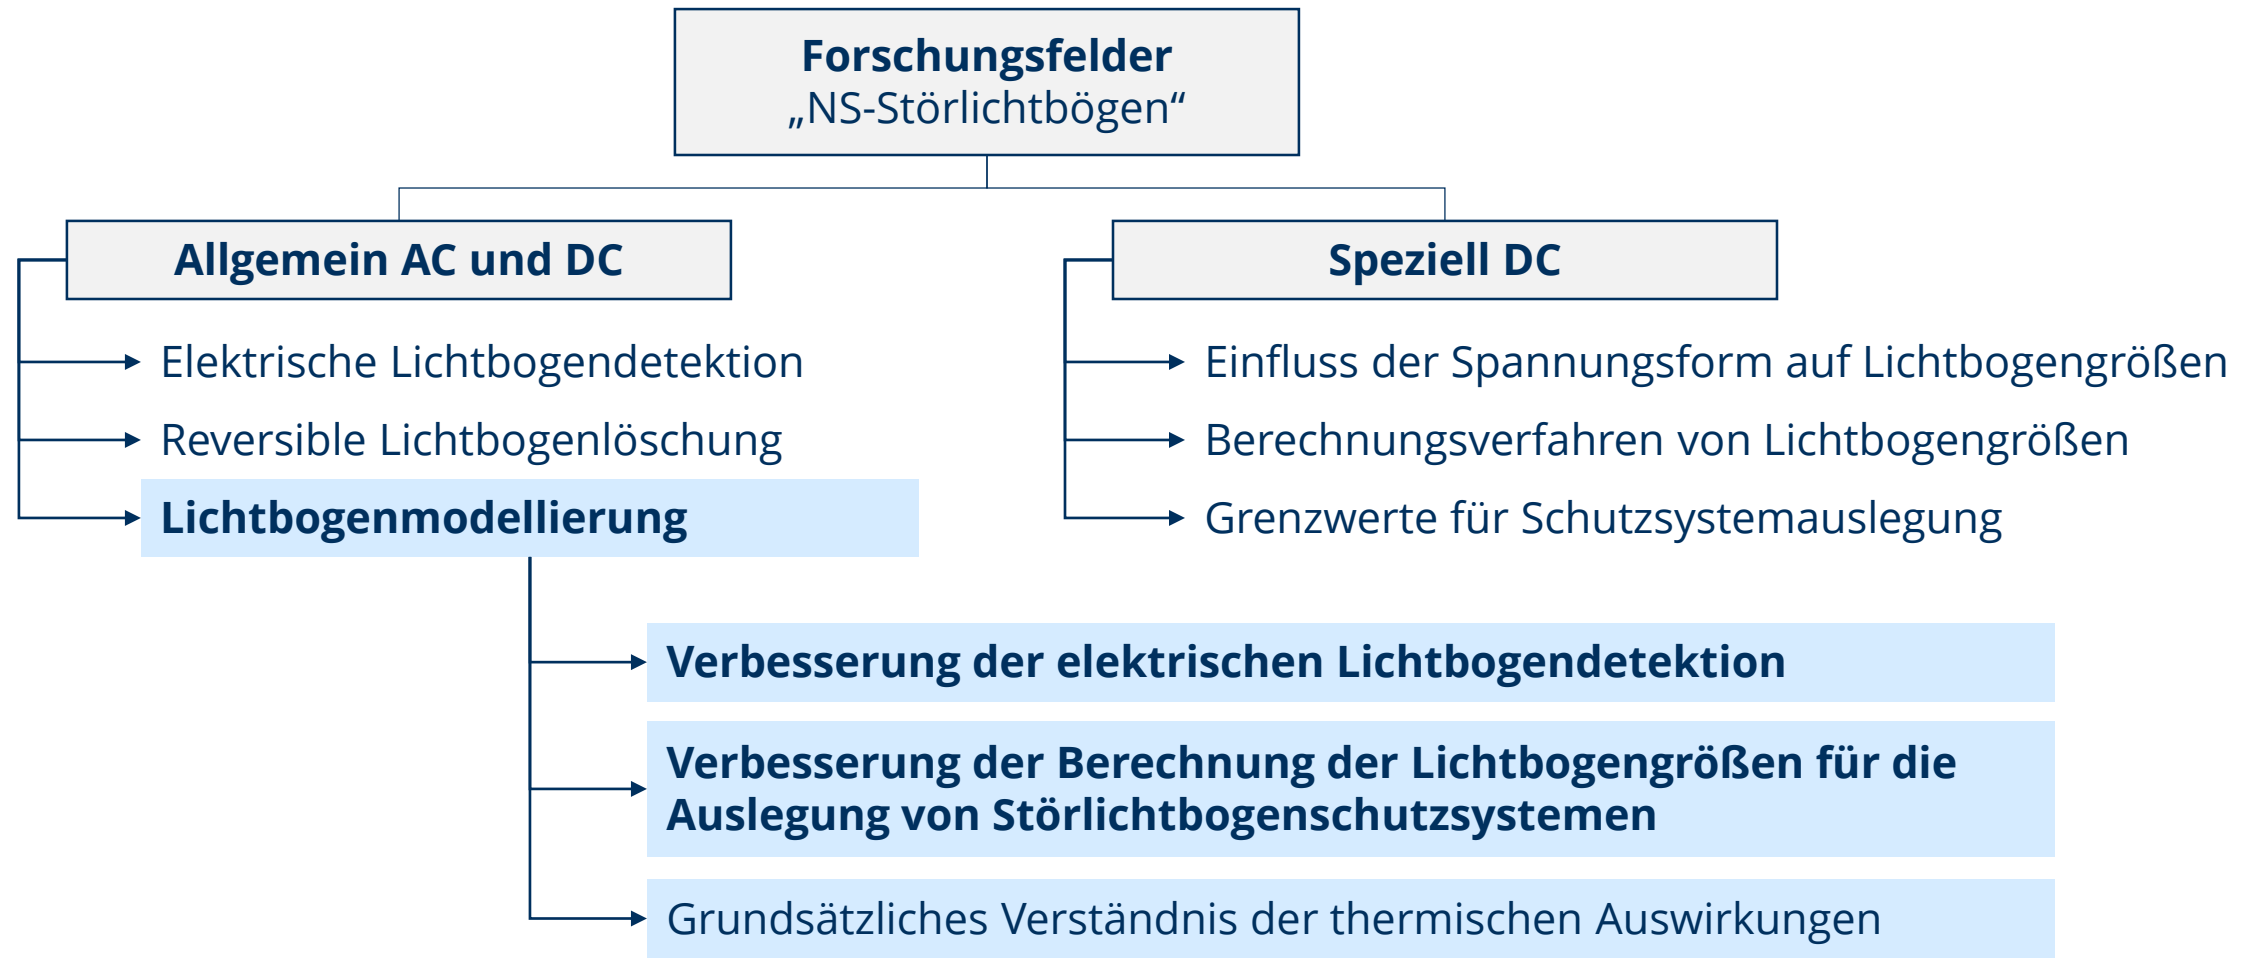 Forschungsfelder
„NS-Störlichtbögen“
Allgemein AC und DC
Elektrische Lichtbogendetektion
Reversible Lichtbogenlöschung
Lichtbogenmodellierung
Speziell DC
Einfluss der Spannungsform auf Lichtbogengrößen
Berechnungsverfahren von Lichtbogengrößen
Grenzwerte für Schutzsystemauslegung
Verbesserung der elektrischen Lichtbogendetektion
Verbesserung der Berechnung der Lichtbogengrößen für die
Auslegung von Störlichtbogenschutzsystemen
Grundsätzliches Verständnis der thermischen Auswirkungen